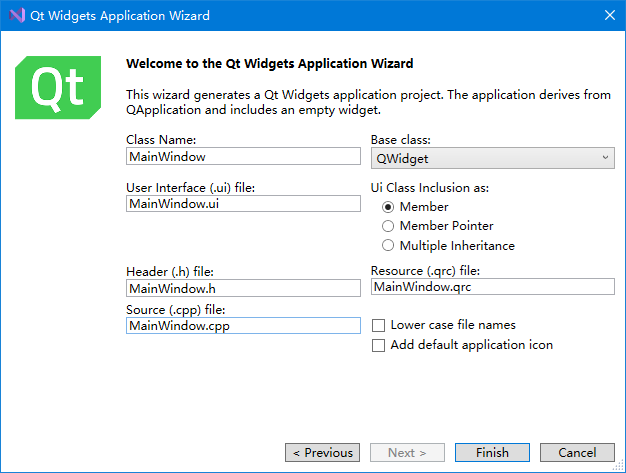 Qt Widgets Application Wizard
Qt
Welcome to the Qt Widgets Application Wizard
This wizard generates a Qt Widgets application project. The application derives from
QApplication and includes an empty widget.
Class Name:
MainWindow
Base class:
QWidget
User Interface (.ui) file:
MainWindow.ui
Ui Class Inclusion as:
Member
Member Pointer
Multiple Inheritance
Header (.h) file:
MainWindow.h
Resource (.qrc) file:
MainWindow.qrc
Source (.cpp) file:
MainWindow.cpp
Lower case file names
Add default application icon
< Previous
Next >
Finish
Cancel